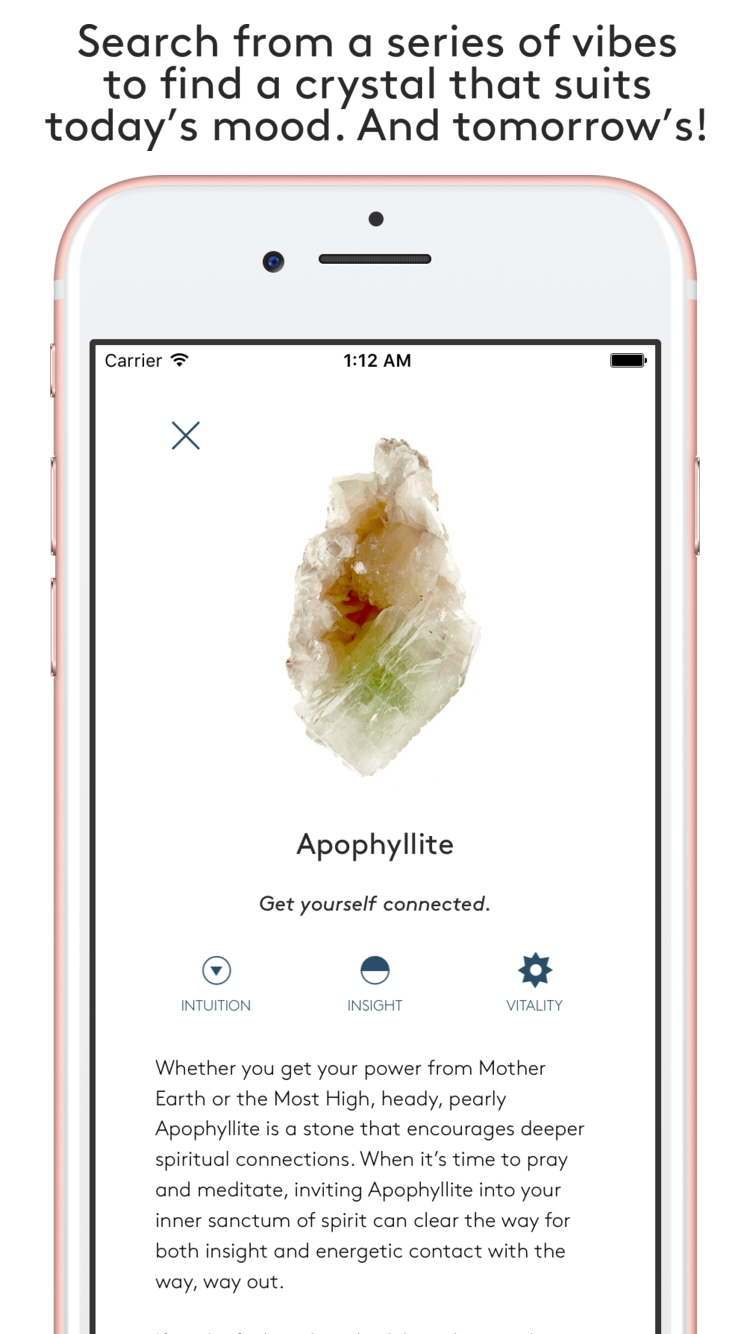 Search from a series of vibes
to find a crystal that suits
today's mood. And tomorrow's!
Carrier 1:12 AM
Apophyllite
Get yourself connected.
INTUITION INSIGHT VITALITY
Whether you get your power from Mother
Earth or the Most High, heady, pearly
Apophyllite is a stone that encourages deeper
spiritual connections. When it's time to pray
and meditate, inviting Apophyllite into your
inner sanctum of spirit can clear the way for
both insight and energetic contact with the
way, way out.